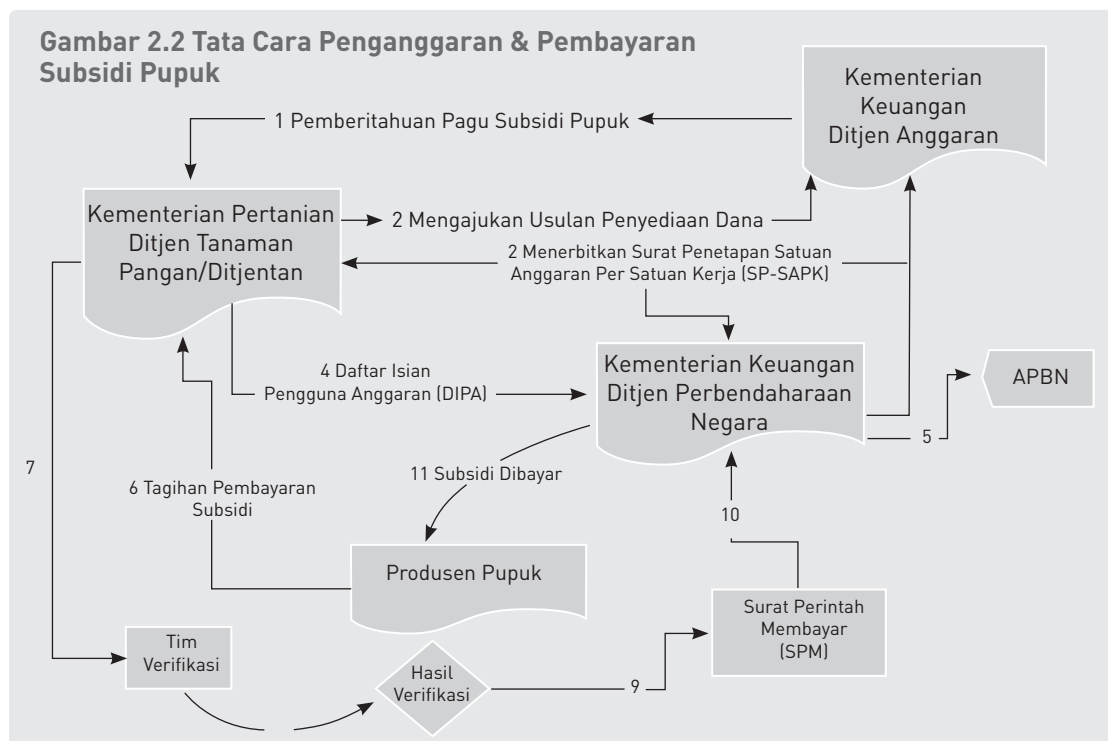 Gambar 2.2 Tata Cara Penganggaran & Pembayaran
Subsidi Pupuk
Kementerian
Keuangan
Ditjen Anggaran
1 Pemberitahuan Pagu Subsidi Pupuk
Kementerian Pertanian
Ditjen Tanaman
Pangan/Ditjentan
2 Mengajukan Usulan Penyediaan Dana
2 Menerbitkan Surat Penetapan Satuan
Anggaran Per Satuan Kerja (SP-SAPK)
Kementerian Keuangan
Ditjen Perbendaharaan
Negara
APBN
4 Daftar Isian
Pengguna Anggaran (DIPA)
5
7
11 Subsidi Dibayar
6 Tagihan Pembayaran
Subsidi
10
Produsen Pupuk
Surat Perintah
Membayar
(SPM)
Tim
Verifikasi
Hasil
Verifikasi
9